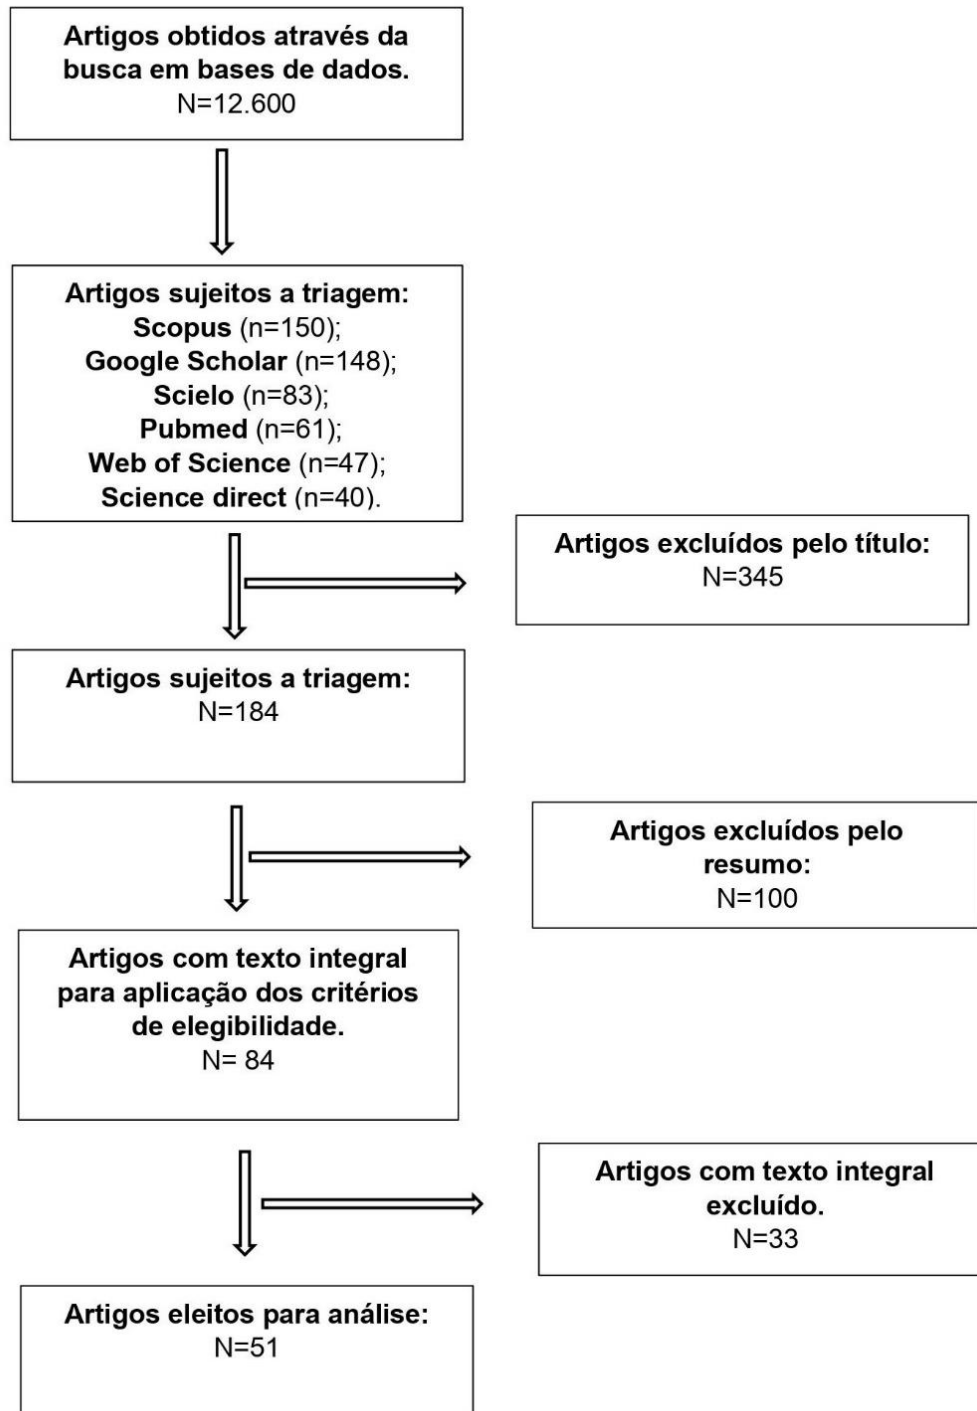 Artigos obtidos através da
busca em bases de dados.
N=12.600
Artigos sujeitos a triagem:
Scopus (n=150);
Google Scholar (n=148);
Scielo (n=83);
Pubmed (n=61);
Web of Science (n=47);
Science direct (n=40).
Artigos excluídos pelo título:
N=345
Artigos sujeitos a triagem:
N=184
Artigos excluídos pelo
resumo:
N=100
Artigos com texto integral
para aplicação dos critérios
de elegibilidade.
N= 84
Artigos com texto integral
excluído.
N=33
Artigos eleitos para análise:
N=51